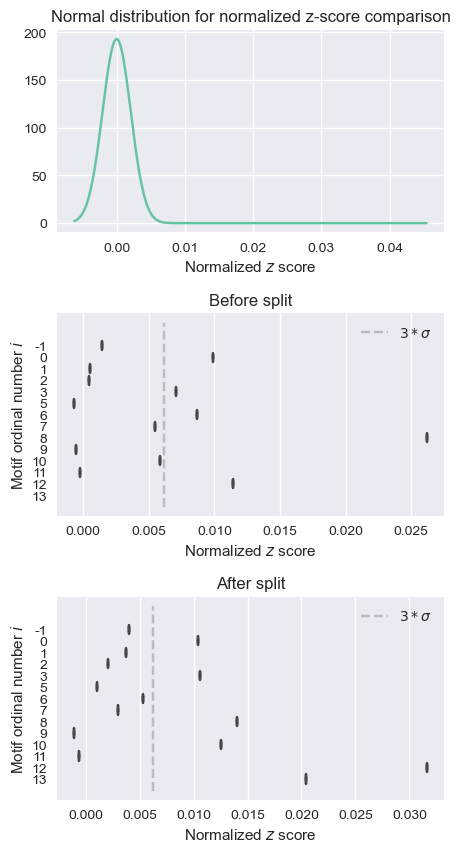 Normal distribution for normalized z-score comparison
200
150
100
50
0
0.00 0.01 0.02 0.03 0.04
Normalized z score
Before split
Motif ordinal number i
-1
0
1
2
3
5
6
7
8
9
10
11
12
13
3 * σ
0.000 0.005 0.010 0.015 0.020 0.025
Normalized z score
After split
Motif ordinal number i
-1
0
1
2
3
5
6
7
8
9
10
11
12
13
3 * σ
0.000 0.005 0.010 0.015 0.020 0.025 0.030
Normalized z score